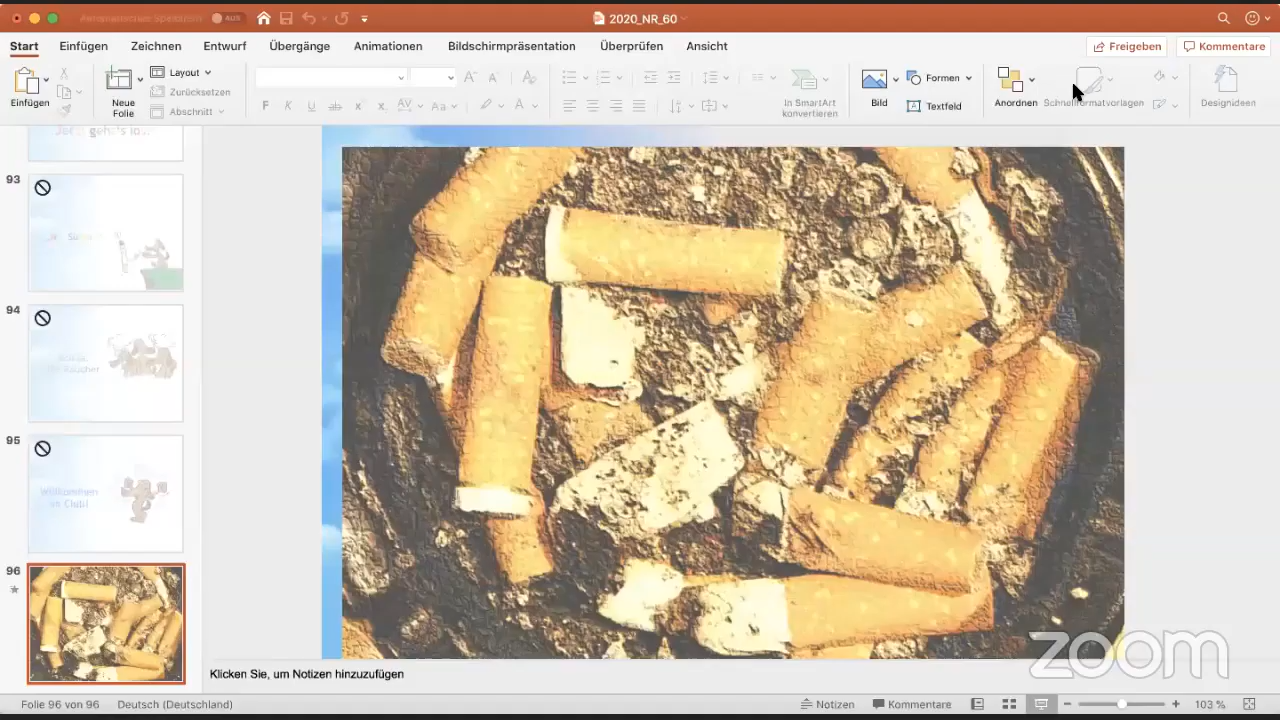 AUS
2020_NR_60
Start Einfügen Zeichnen Entwurf Übergänge Animationen Bildschirmpräsentation Überprüfen Ansicht
Freigeben Kommentare
Einfügen
Neue
Folie
Layout
Zurücksetzen
Abschnitt
In SmartArt
konvertieren
Bild
Formen
Textfeld
Anordnen
Schnellformatvorlagen
Designideen
93
94
95
Willkommen
96
zoom
Klicken Sie, um Notizen hinzuzufügen
Folie 96 von 96 Deutsch (Deutschland) Notizen Kommentare 103 %